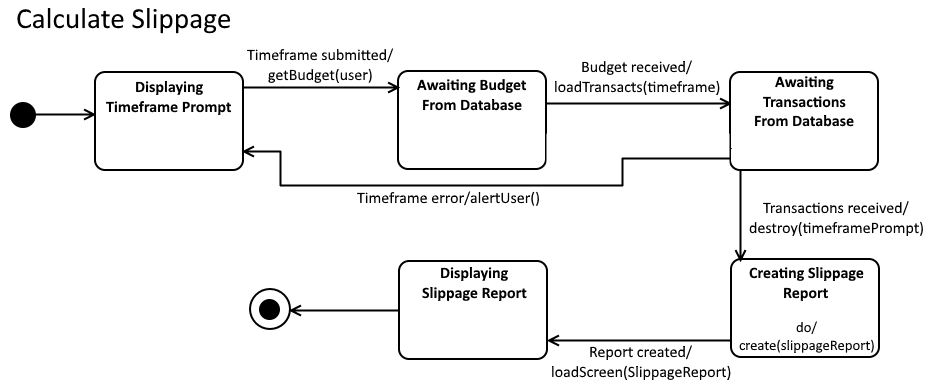 Calculate Slippage
Timeframe submitted/
getBudget(user)
Budget received/
loadTransacts(timeframe)
Displaying
Timeframe Prompt
Awaiting Budget
From Database
Awaiting
Transactions
From Database
Timeframe error/alertUser()
Transactions received/
destroy(timeframePrompt)
Displaying
Slippage Report
Creating Slippage
Report
do/
create(slippageReport)
Report created/
loadScreen(SlippageReport)